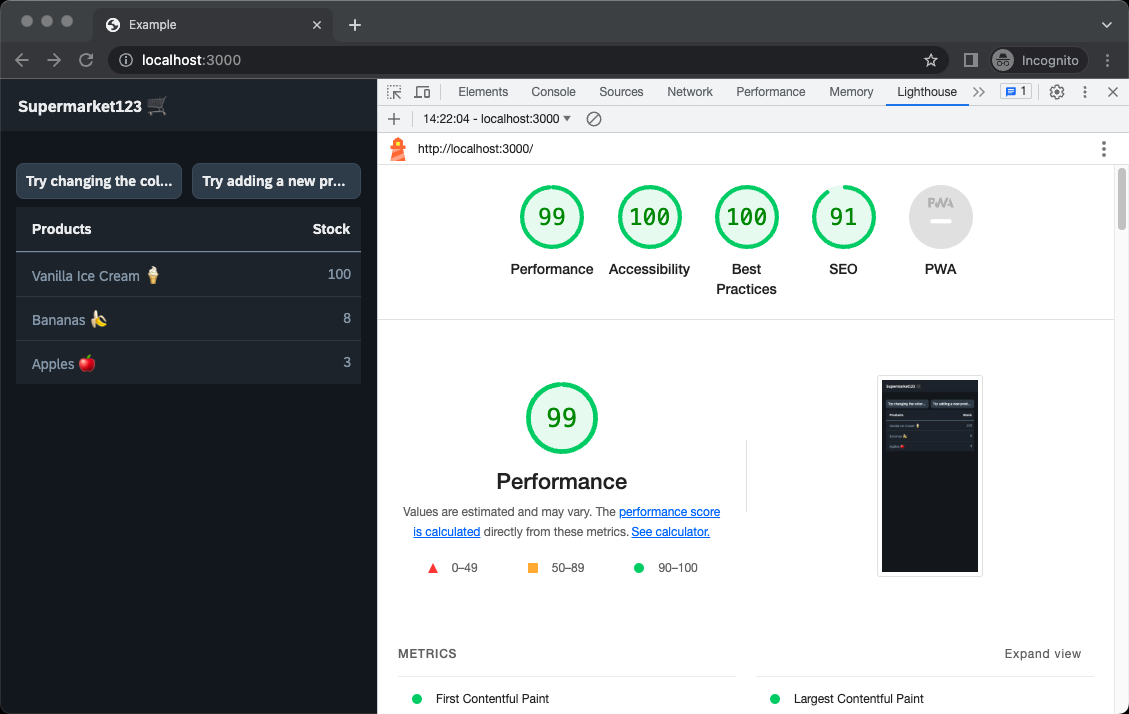 Example
localhost:3000
Incognito
Supermarket123 🛒
Try changing the col...
Try adding a new pr...
Products Stock
Vanilla Ice Cream 🍦 100
Bananas 🍌 8
Apples 🍎 3
Elements Console Sources Network Performance Memory Lighthouse 1
14:22:04 - localhost:3000
http://localhost:3000/
99 100 100 91 PWA
Performance Accessibility Best SEO PWA
Practices
99
Performance
Values are estimated and may vary. The performance score
is calculated directly from these metrics. See calculator.
0–49 50–89 90–100
Supermarket123
Try changing the color... Try adding a new prod...
Products Stock
Vanilla Ice Cream 100
Bananas 8
Apples 3
METRICS Expand view
First Contentful Paint Largest Contentful Paint